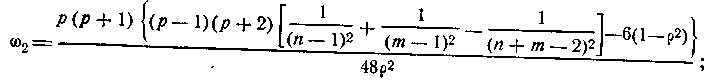 ω₂ = p (p + 1) {(p − 1) (p + 2) [1/(n − 1)² + 1/(m − 1)² − 1/(n + m − 2)²] − 6(1 − ρ²)} / 48ρ² ;